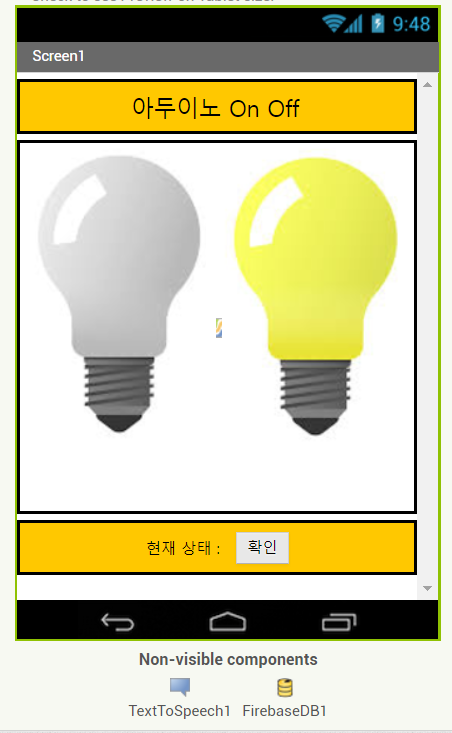 9:48
Screen1
아두이노 On Off
현재 상태 : 확인
Non-visible components
TextToSpeech1 FirebaseDB1